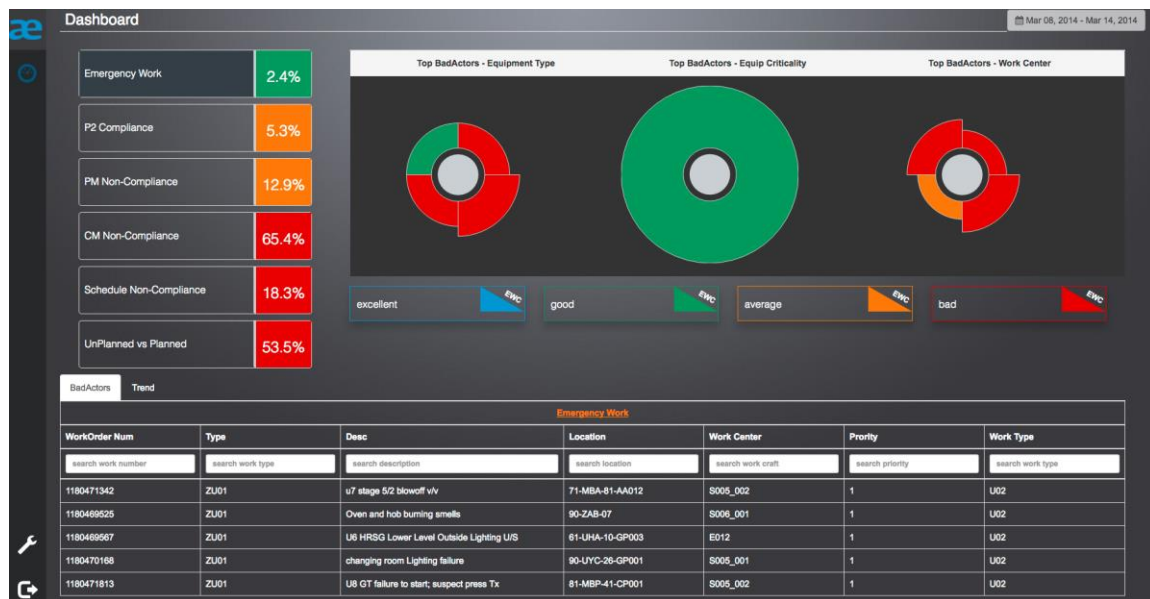 æ
Dashboard
Mar 08, 2014 - Mar 14, 2014
Emergency Work 2.4%
P2 Compliance 5.3%
PM Non-Compliance 12.9%
CM Non-Compliance 65.4%
Schedule Non-Compliance 18.3%
UnPlanned vs Planned 53.5%
Top BadActors - Equipment Type Top BadActors - Equip Criticality Top BadActors - Work Center
excellent EWC good EWC average EWC bad EWC
BadActors Trend
Emergency Work
WorkOrder Num Type Desc Location Work Center Prority Work Type
search work number search work type search description search location search work craft search priority search work type
1180471342 ZU01 u7 stage 5/2 blowoff v/v 71-MBA-81-AA012 S005_002 1 U02
1180469525 ZU01 Oven and hob burning smells 90-ZAB-07 S006_001 1 U02
1180469567 ZU01 U6 HRSG Lower Level Outside Lighting U/S 61-UHA-10-GP003 E012 1 U02
1180470168 ZU01 changing room Lighting failure 90-UYC-26-GP001 S005_001 1 U02
1180471813 ZU01 U8 GT failure to start; suspect press Tx 81-MBP-41-CP001 S005_002 1 U02